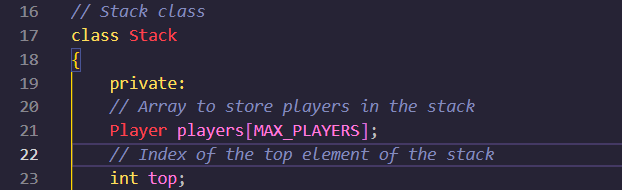 16 // Stack class
17 class Stack
18 {
19 private:
20 // Array to store players in the stack
21 Player players[MAX_PLAYERS];
22 // Index of the top element of the stack
23 int top;